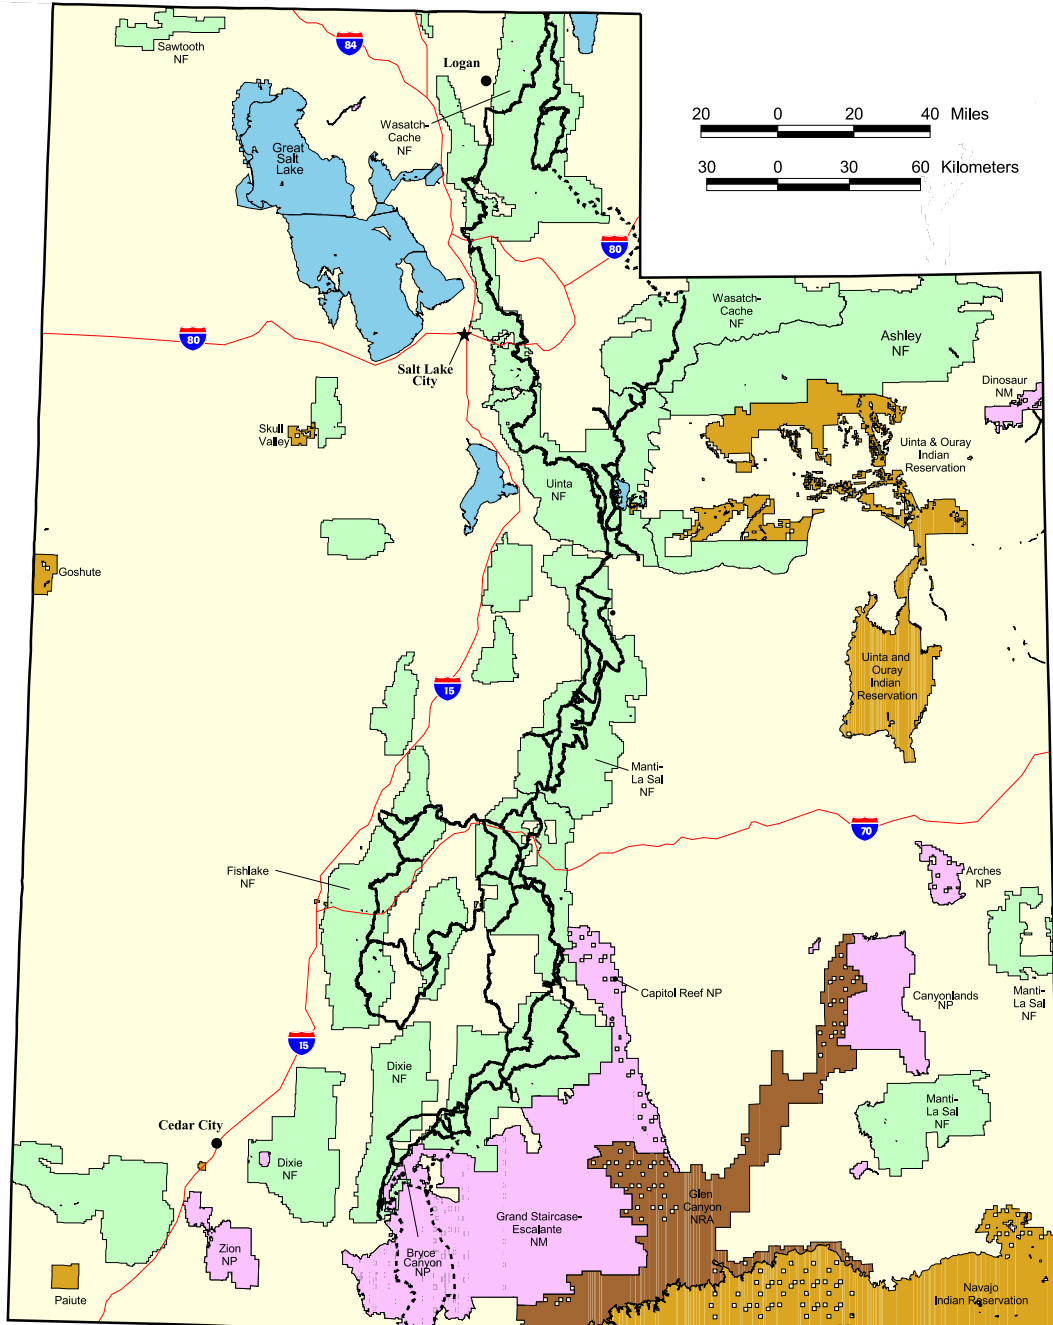 Sawtooth
NF
84
Logan
Wasatch-
Cache
NF
Great
Salt
Lake
20 0 20 40 Miles
30 0 30 60 Kilometers
80
80
Salt Lake
City
Wasatch-
Cache
NF
Ashley
NF
Dinosaur
NM
Skull
Valley
Uinta & Ouray
Indian
Reservation
Uinta
NF
Goshute
Uinta and
Ouray
Indian
Reservation
15
Manti-
La Sal
NF
70
Fishlake
NF
Arches
NP
Capitol Reef NP
Canyonlands
NP
Manti-
La Sal
NF
15
Dixie
NF
Manti-
La Sal
NF
Cedar City
Dixie
NF
Glen
Canyon
NRA
Grand Staircase-
Escalante
NM
Zion
NP
Bryce
Canyon
NP
Paiute
Navajo
Indian Reservation